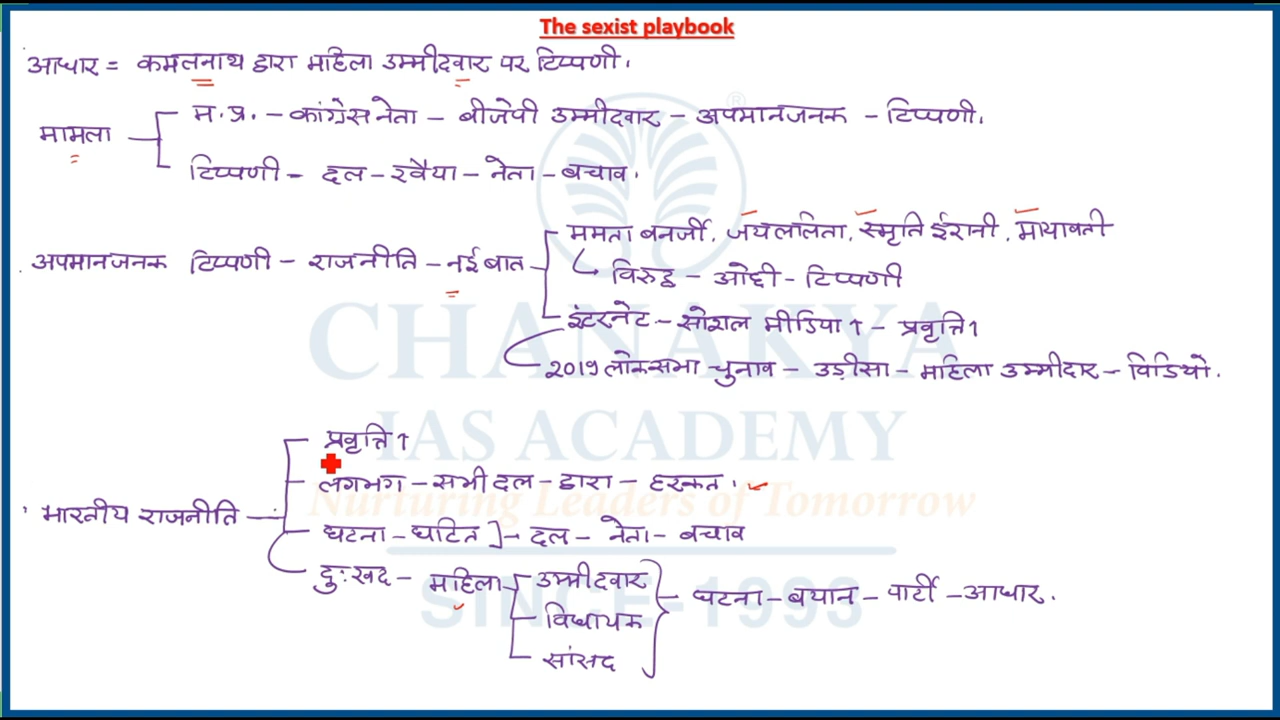 The sexist playbook
आधार = कमलनाथ द्वारा महिला उम्मीदवार पर टिप्पणी.
म.प्र. – कांग्रेस नेता – बीजेपी उम्मीदवार – अपमानजनक – टिप्पणी.
मामला
टिप्पणी – दल – रवैया – नेता – बचाव.
ममता बनर्जी, जयललिता, स्मृति ईरानी, मायावती
अपमानजनक टिप्पणी – राजनीति – नई बात
विरुद्ध – ओछी – टिप्पणी
इंटरनेट – सोशल मीडिया ↑ – प्रवृत्ति ↑
2019 लोकसभा चुनाव – उड़ीसा – महिला उम्मीदार – विडियो.
प्रवृत्ति ↑
लगभग – सभी दल – द्वारा – हरकत.
भारतीय राजनीति
घटना – घटित ] – दल – नेता – बचाव
दुःखद – महिला
उम्मीदवार
घटना – बयान – पार्टी – आधार.
विधायक
सांसद
CHANAKYA
IAS ACADEMY
Nurturing Leaders of Tomorrow
SINCE-1993